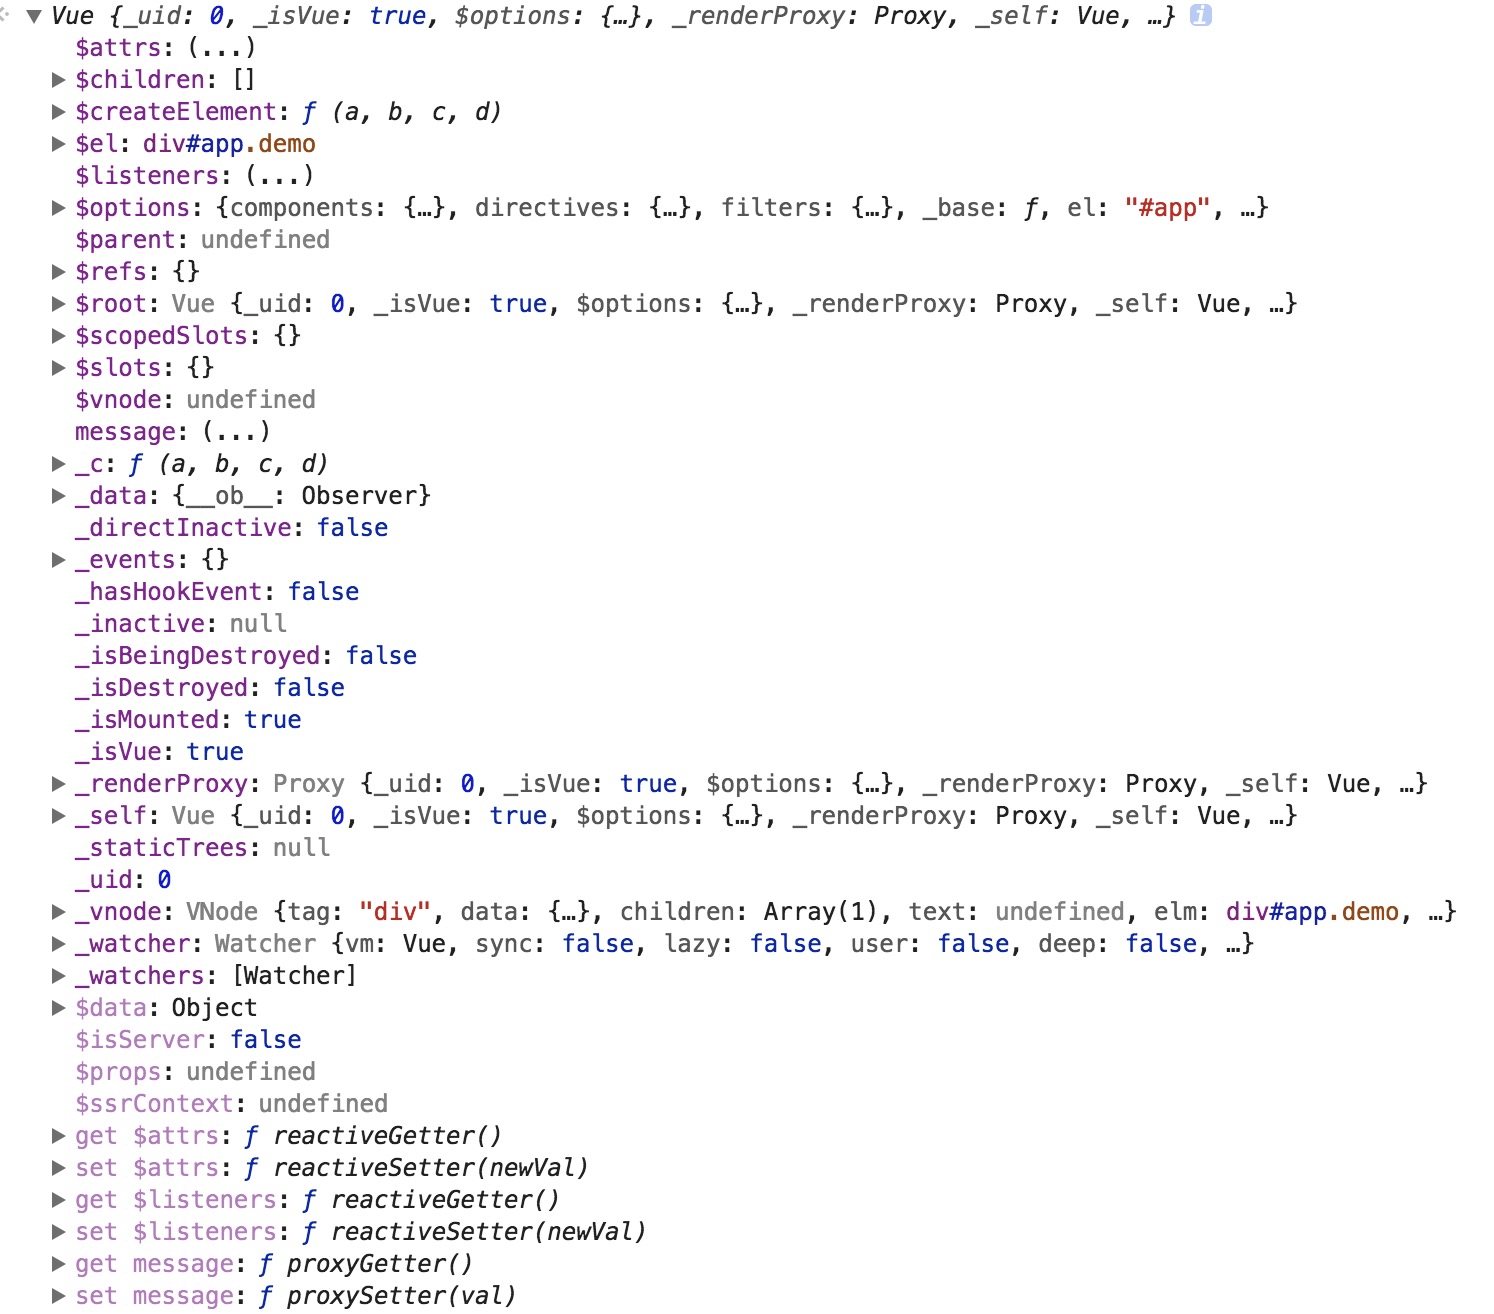 ▼Vue {_uid: 0, _isVue: true, $options: {…}, _renderProxy: Proxy, _self: Vue, …} i
$attrs: (...)
▶ $children: []
▶ $createElement: ƒ (a, b, c, d)
▶ $el: div#app.demo
$listeners: (...)
▶ $options: {components: {…}, directives: {…}, filters: {…}, _base: ƒ, el: "#app", …}
$parent: undefined
▶ $refs: {}
▶ $root: Vue {_uid: 0, _isVue: true, $options: {…}, _renderProxy: Proxy, _self: Vue, …}
▶ $scopedSlots: {}
▶ $slots: {}
$vnode: undefined
message: (...)
▶ _c: ƒ (a, b, c, d)
▶ _data: {__ob__: Observer}
_directInactive: false
▶ _events: {}
_hasHookEvent: false
_inactive: null
_isBeingDestroyed: false
_isDestroyed: false
_isMounted: true
_isVue: true
▶ _renderProxy: Proxy {_uid: 0, _isVue: true, $options: {…}, _renderProxy: Proxy, _self: Vue, …}
▶ _self: Vue {_uid: 0, _isVue: true, $options: {…}, _renderProxy: Proxy, _self: Vue, …}
_staticTrees: null
_uid: 0
▶ _vnode: VNode {tag: "div", data: {…}, children: Array(1), text: undefined, elm: div#app.demo, …}
▶ _watcher: Watcher {vm: Vue, sync: false, lazy: false, user: false, deep: false, …}
▶ _watchers: [Watcher]
▶ $data: Object
$isServer: false
$props: undefined
$ssrContext: undefined
▶ get $attrs: ƒ reactiveGetter()
▶ set $attrs: ƒ reactiveSetter(newVal)
▶ get $listeners: ƒ reactiveGetter()
▶ set $listeners: ƒ reactiveSetter(newVal)
▶ get message: ƒ proxyGetter()
▶ set message: ƒ proxySetter(val)